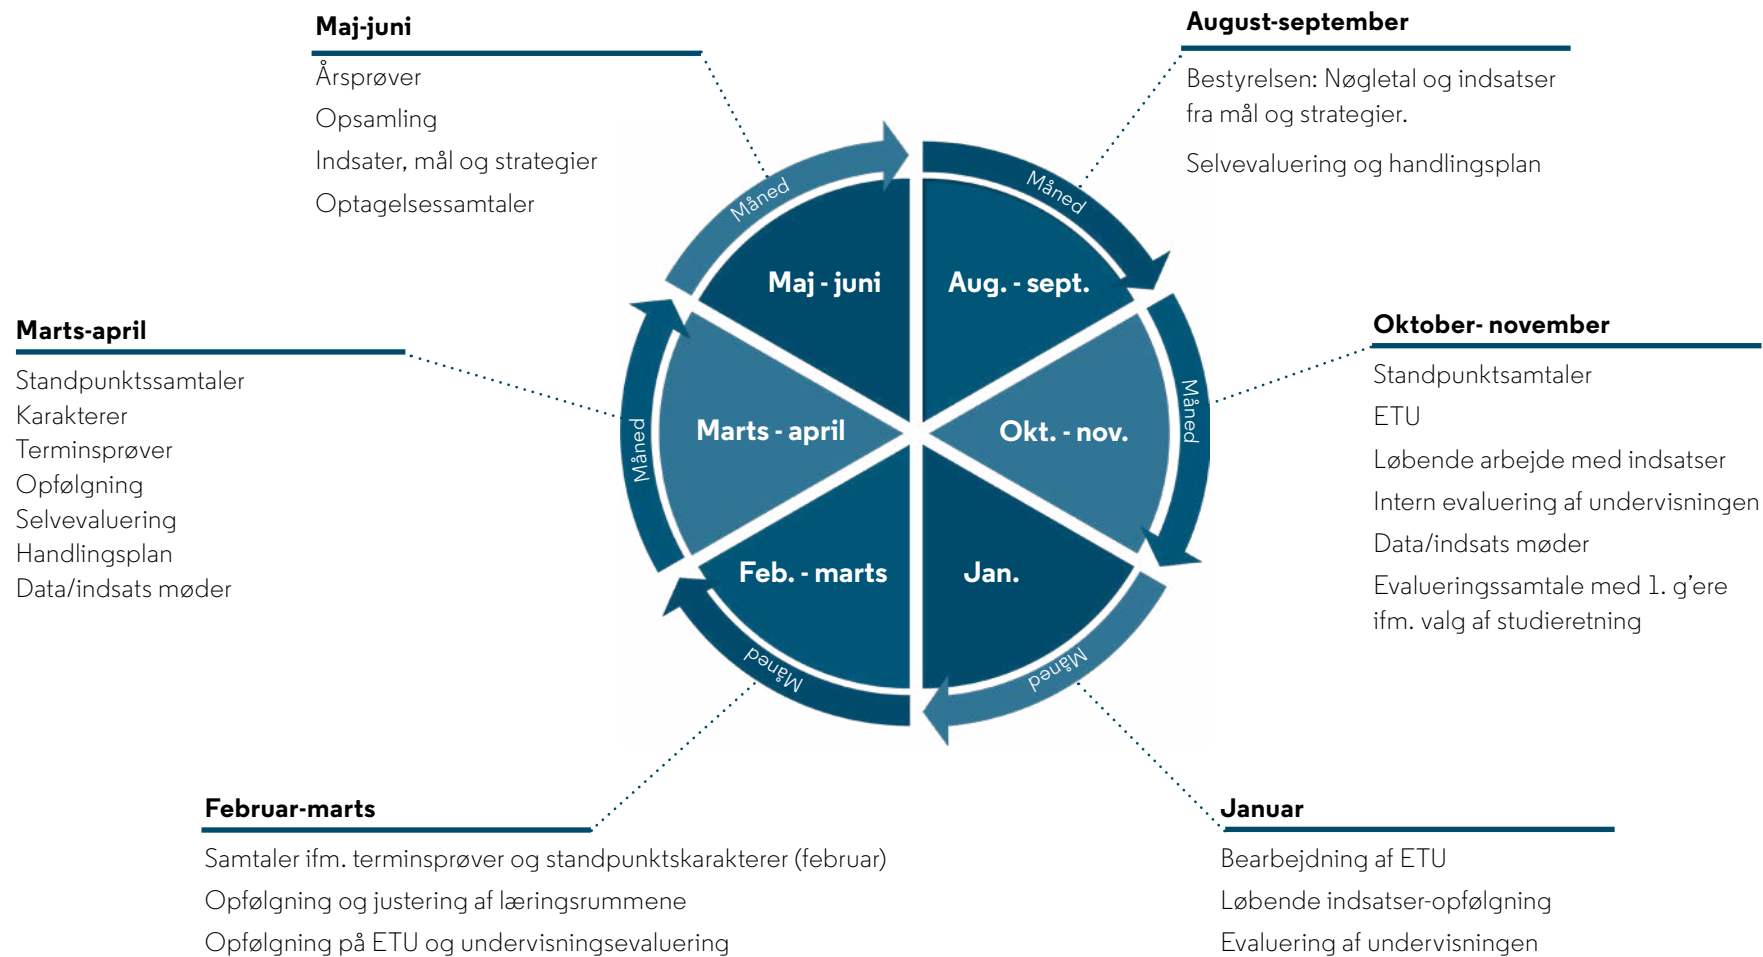 Maj-juni
Årsprøver
Opsamling
Indsater, mål og strategier
Optagelsessamtaler
August-september
Bestyrelsen: Nøgletal og indsatser
fra mål og strategier.
Selvevaluering og handlingsplan
Marts-april
Standpunktssamtaler
Karakterer
Terminsprøver
Opfølgning
Selvevaluering
Handlingsplan
Data/indsats møder
Måned
Måned
Måned
Måned
Måned
Måned
Maj - juni
Aug. - sept.
Marts - april
Okt. - nov.
Feb. - marts
Jan.
Oktober- november
Standpunktsamtaler
ETU
Løbende arbejde med indsatser
Intern evaluering af undervisningen
Data/indsats møder
Evalueringssamtale med 1. g’ere
ifm. valg af studieretning
Februar-marts
Samtaler ifm. terminsprøver og standpunktskarakterer (februar)
Opfølgning og justering af læringsrummene
Opfølgning på ETU og undervisningsevaluering
Januar
Bearbejdning af ETU
Løbende indsatser-opfølgning
Evaluering af undervisningen